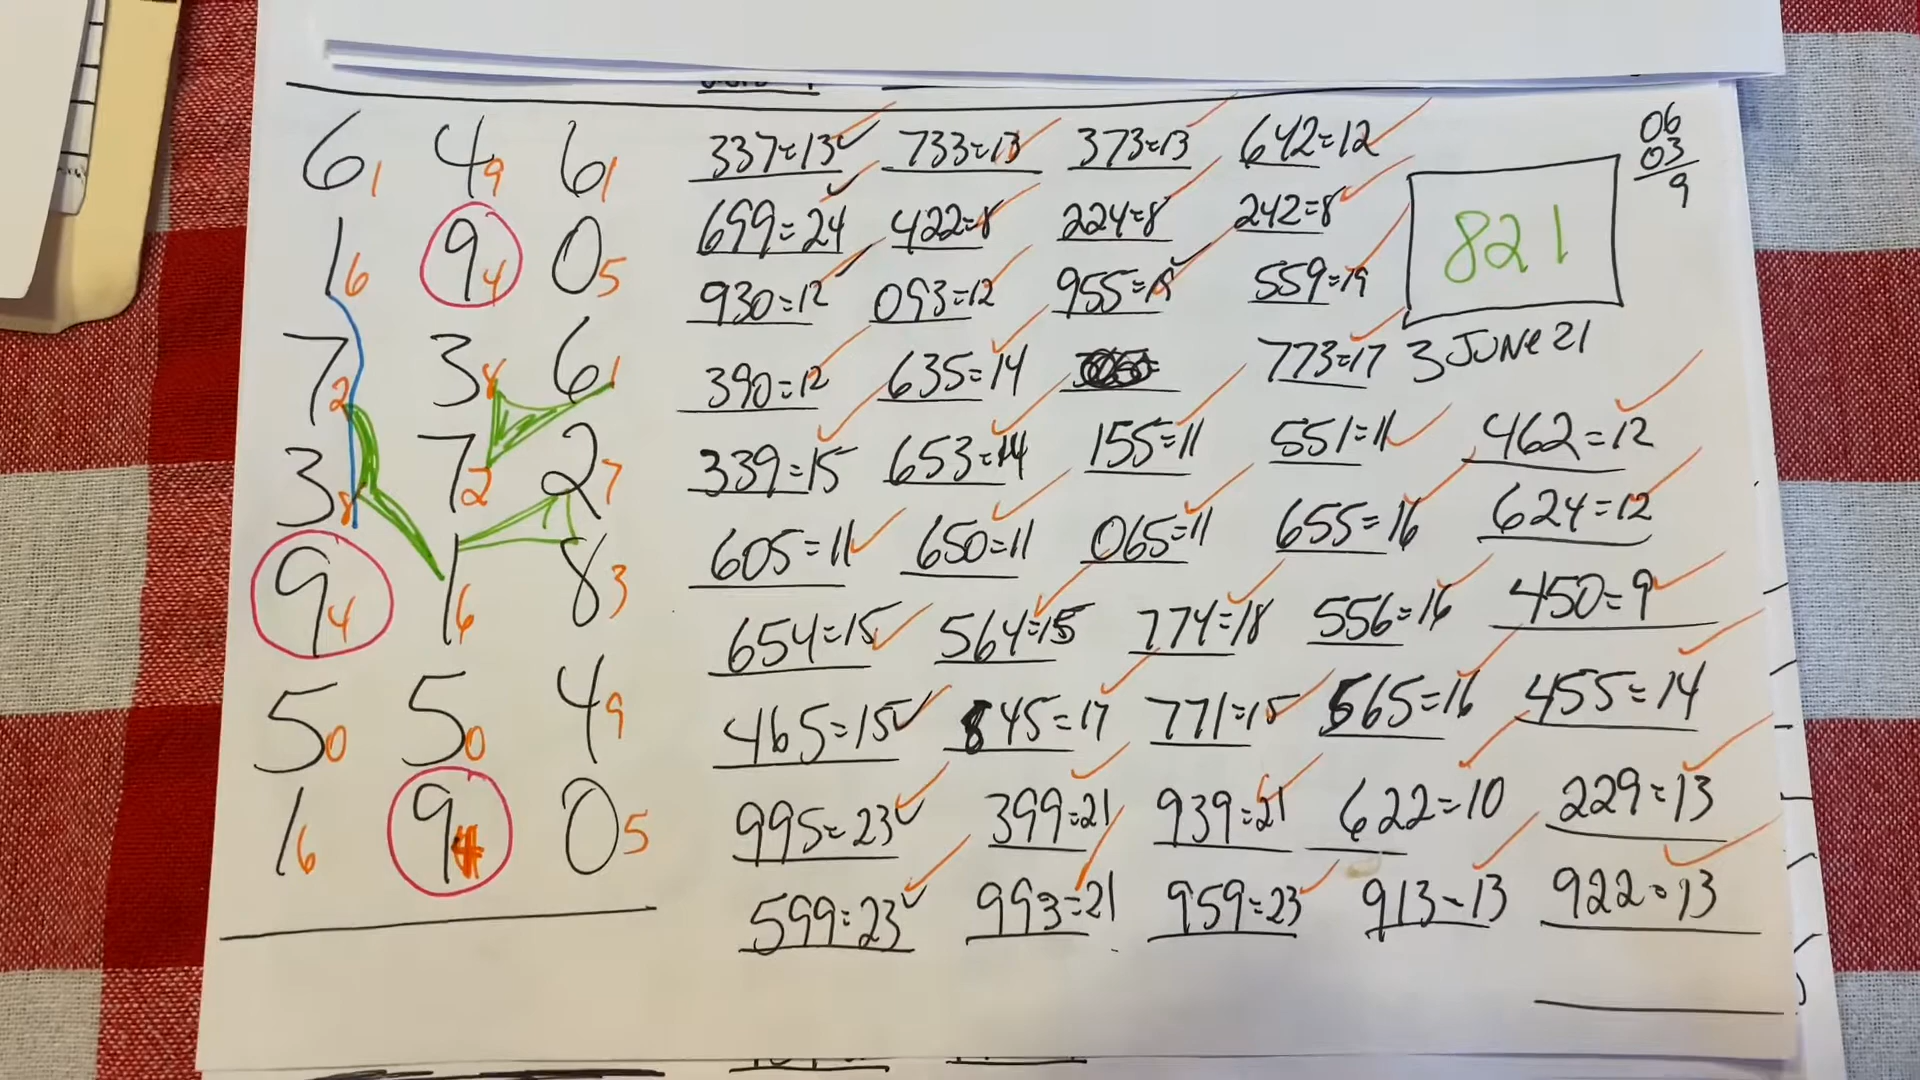 6 1 4 9 6 1
1 6 9 4 0 5
7 2 3 8 6 1
3 8 7 2 2 7
9 4 1 6 8 3
5 0 5 0 4 9
1 6 9 4 0 5
337=13 733=13 373=13 642=12
699=24 422=8 224=8 242=8
930=12 093=12 955=19 559=19
390=12 635=14 773=17
339=15 653=14 155=11 551=11 462=12
605=11 650=11 065=11 655=16 624=12
654=15 564=15 774=18 556=16 450=9
465=15 845=17 771=15 565=16 455=14
995=23 399=21 939=21 622=10 229=13
599=23 993=21 959=23 913-13 922=13
06
03
9
821
3 JUNE 21